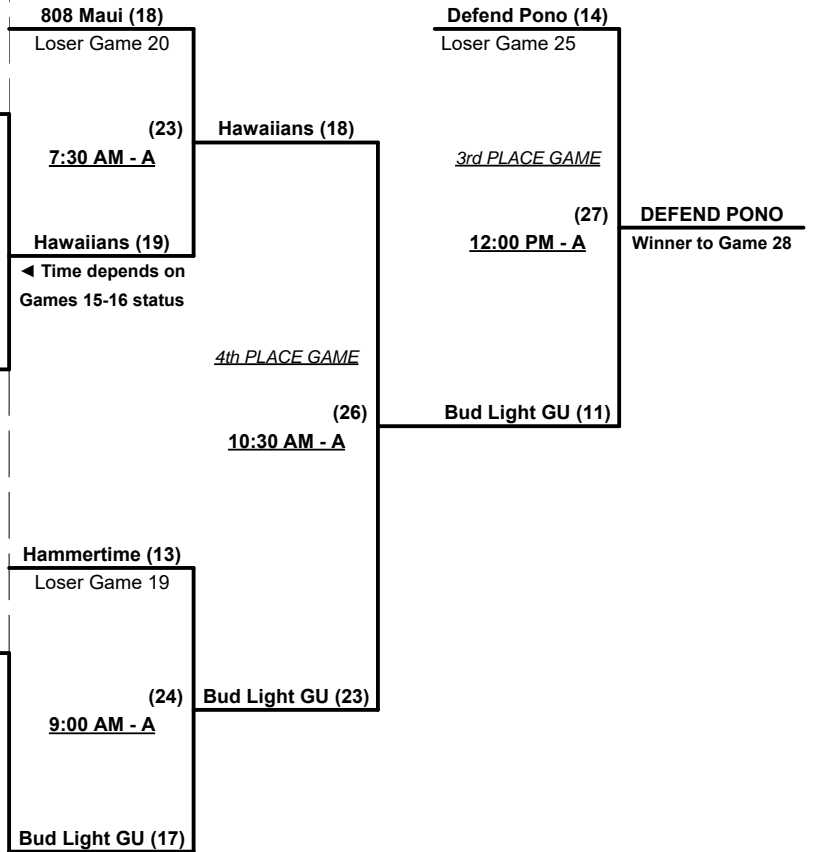 808 Maui (18)
Loser Game 20
Defend Pono (14)
Loser Game 25
(23)
7:30 AM - A
Hawaiians (18)
3rd PLACE GAME
(27)
12:00 PM - A
DEFEND PONO
Winner to Game 28
Hawaiians (19)
◄ Time depends on
Games 15-16 status
4th PLACE GAME
(26)
10:30 AM - A
Bud Light GU (11)
Hammertime (13)
Loser Game 19
(24)
9:00 AM - A
Bud Light GU (23)
Bud Light GU (17)